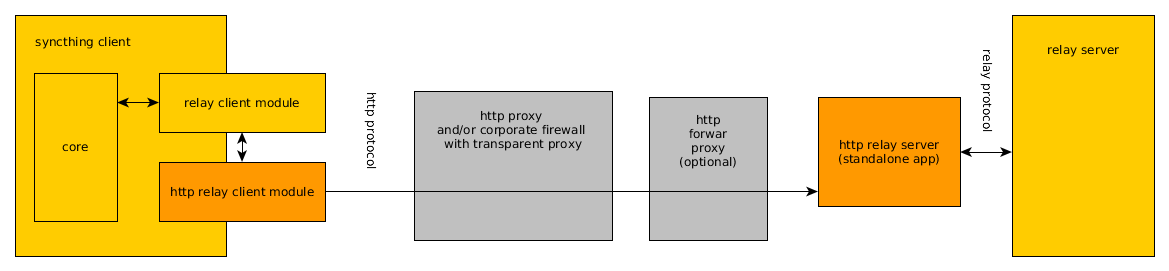 syncthing client
core
relay client module
http relay client module
http protocol
http proxy
and/or corporate firewall
with transparent proxy
http
forwar
proxy
(optional)
http relay server
(standalone app)
relay protocol
relay server